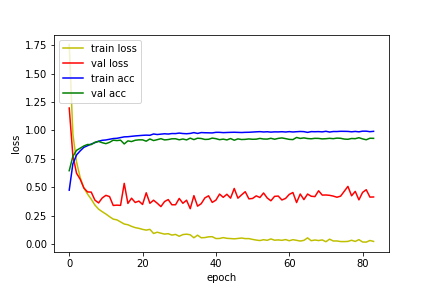 train loss
val loss
train acc
val acc
1.75
1.50
1.25
1.00
0.75
0.50
0.25
0.00
loss
0 20 40 60 80
epoch